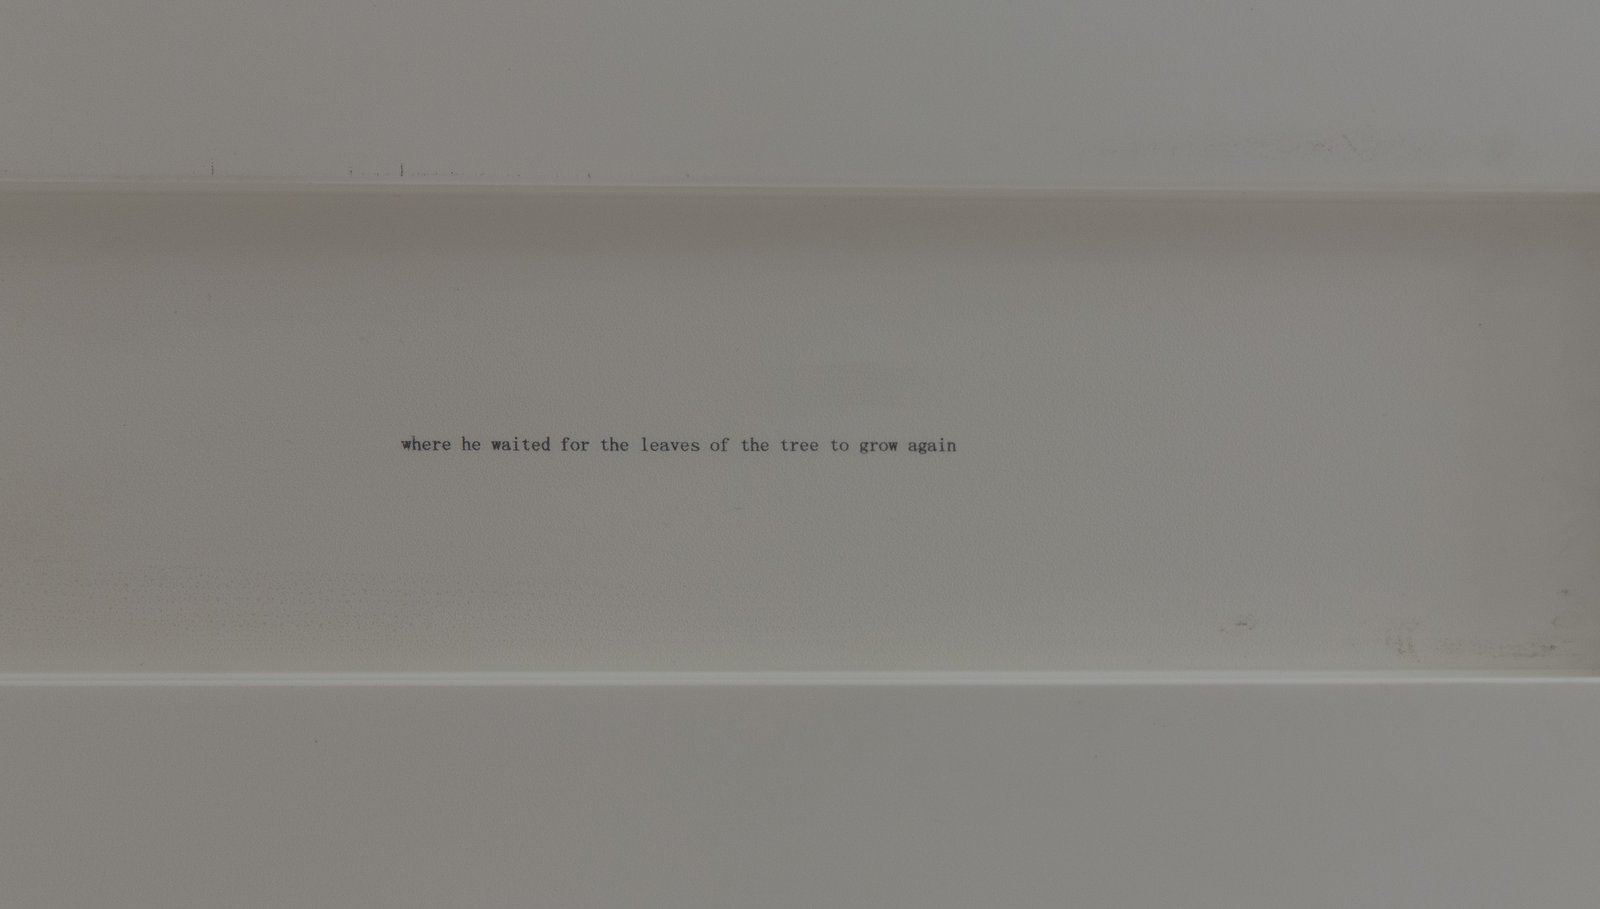 where he waited for the leaves of the tree to grow again